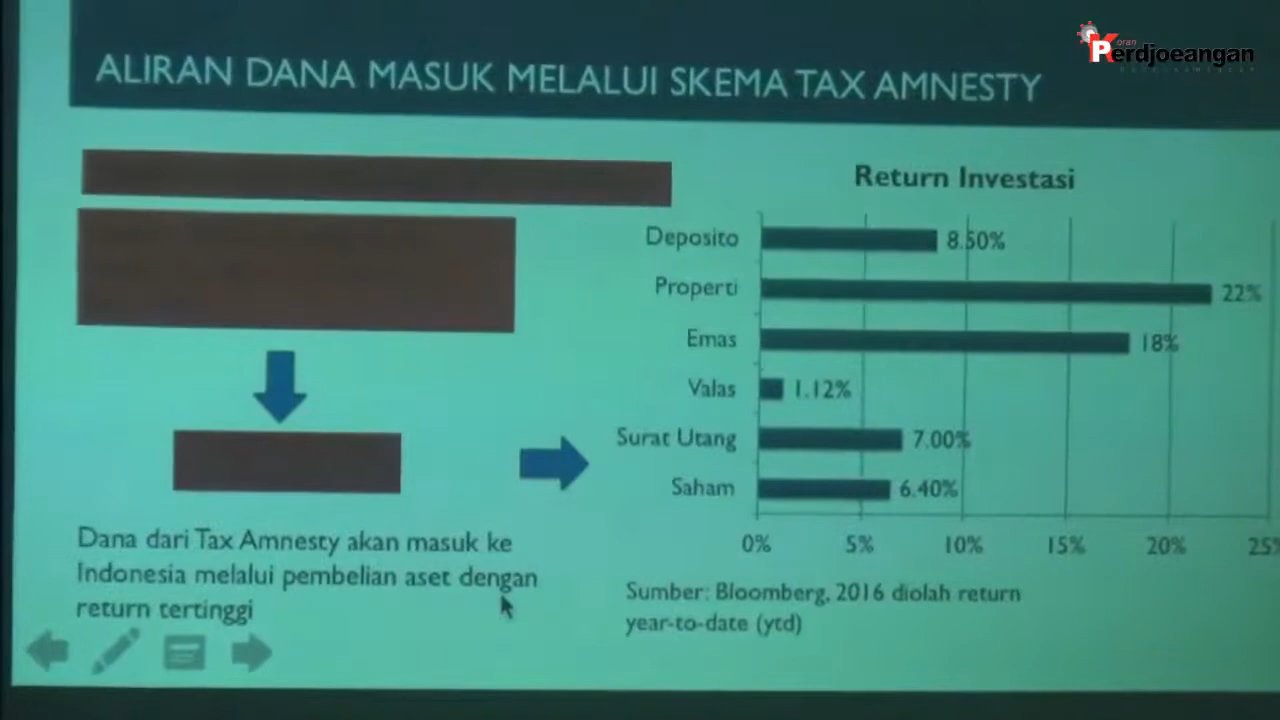 Koran
Perdjoeangan
ALIRAN DANA MASUK MELALUI SKEMA TAX AMNESTY
Return Investasi
Deposito 8.50%
Properti 22%
Emas 18%
Valas 1.12%
Surat Utang 7.00%
Saham 6.40%
0% 5% 10% 15% 20% 25%
Dana dari Tax Amnesty akan masuk ke
Indonesia melalui pembelian aset dengan
return tertinggi
Sumber: Bloomberg, 2016 diolah return
year-to-date (ytd)